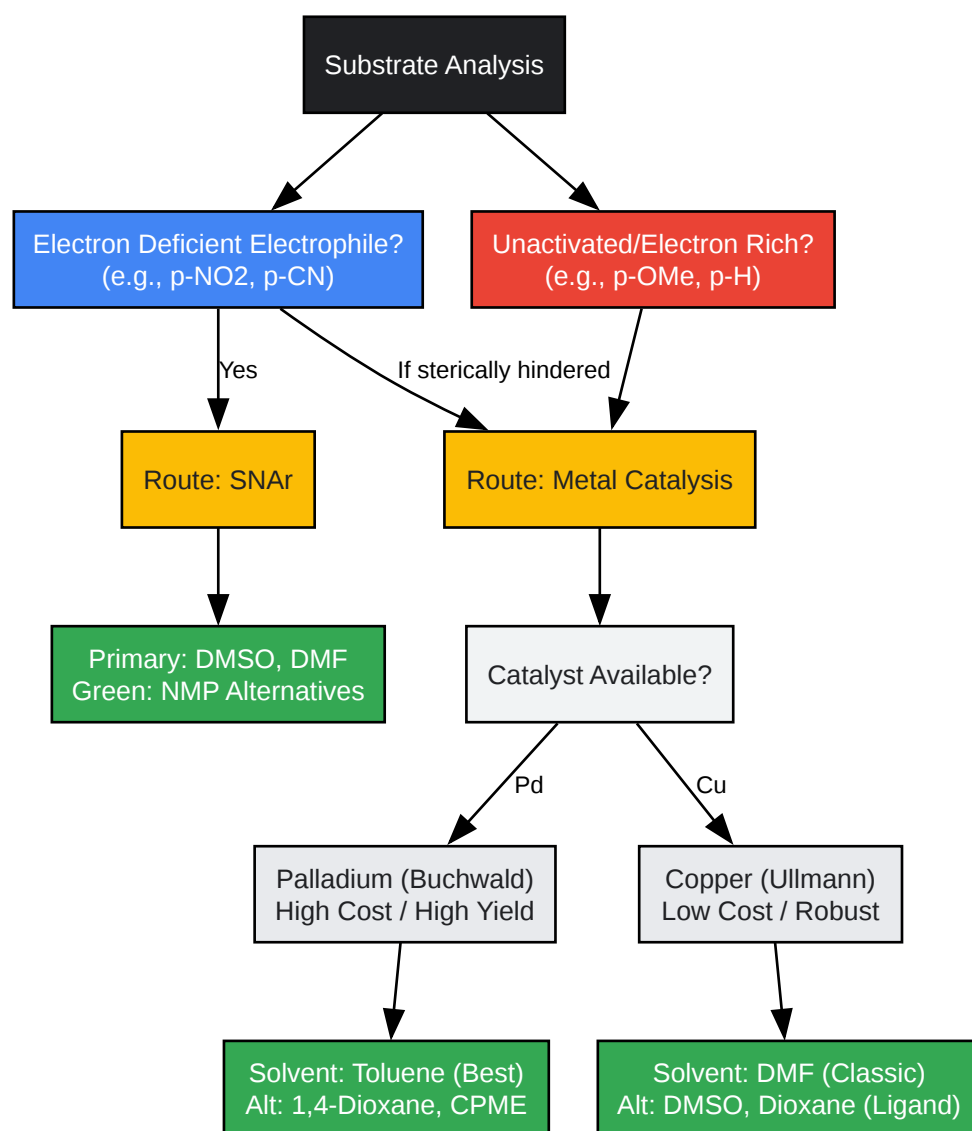 Substrate Analysis
Electron Deficient Electrophile?
(e.g., p-NO2, p-CN)
Unactivated/Electron Rich?
(e.g., p-OMe, p-H)
Yes
If sterically hindered
Route: SNAr
Route: Metal Catalysis
Primary: DMSO, DMF
Green: NMP Alternatives
Catalyst Available?
Pd
Cu
Palladium (Buchwald)
High Cost / High Yield
Copper (Ullmann)
Low Cost / Robust
Solvent: Toluene (Best)
Alt: 1,4-Dioxane, CPME
Solvent: DMF (Classic)
Alt: DMSO, Dioxane (Ligand)